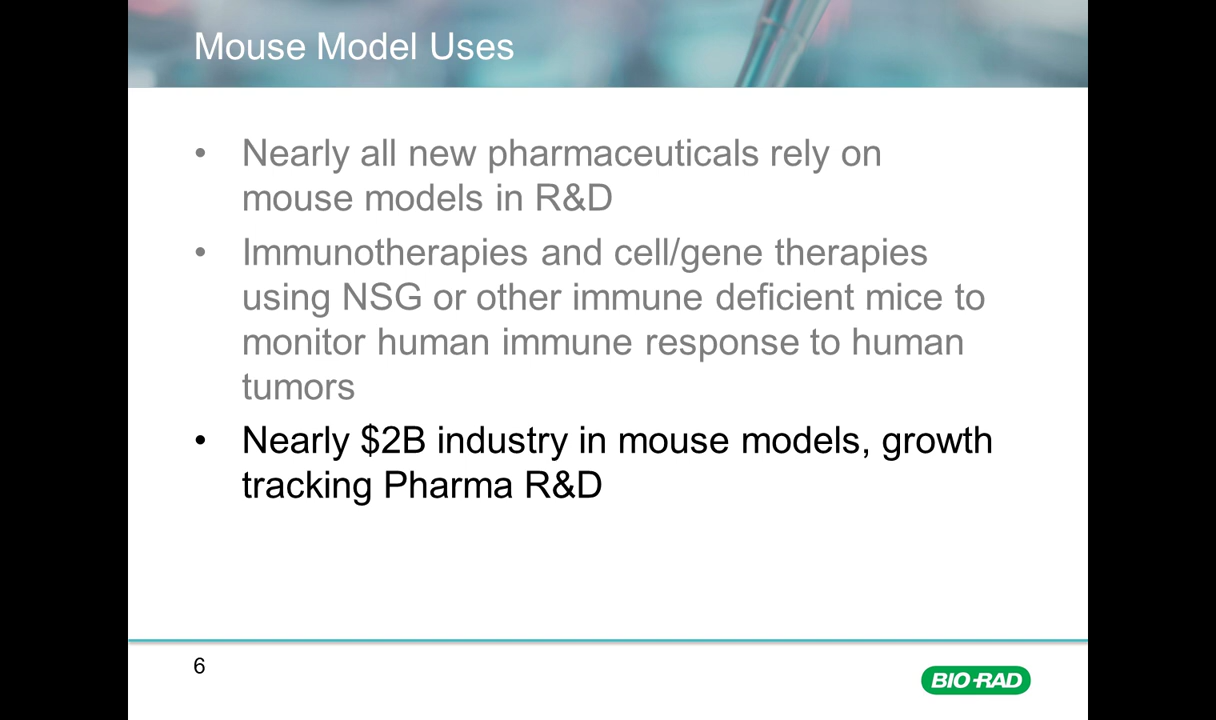 Mouse Model Uses
• Nearly all new pharmaceuticals rely on
mouse models in R&D
• Immunotherapies and cell/gene therapies
using NSG or other immune deficient mice to
monitor human immune response to human
tumors
• Nearly $2B industry in mouse models, growth
tracking Pharma R&D
6
BIO-RAD